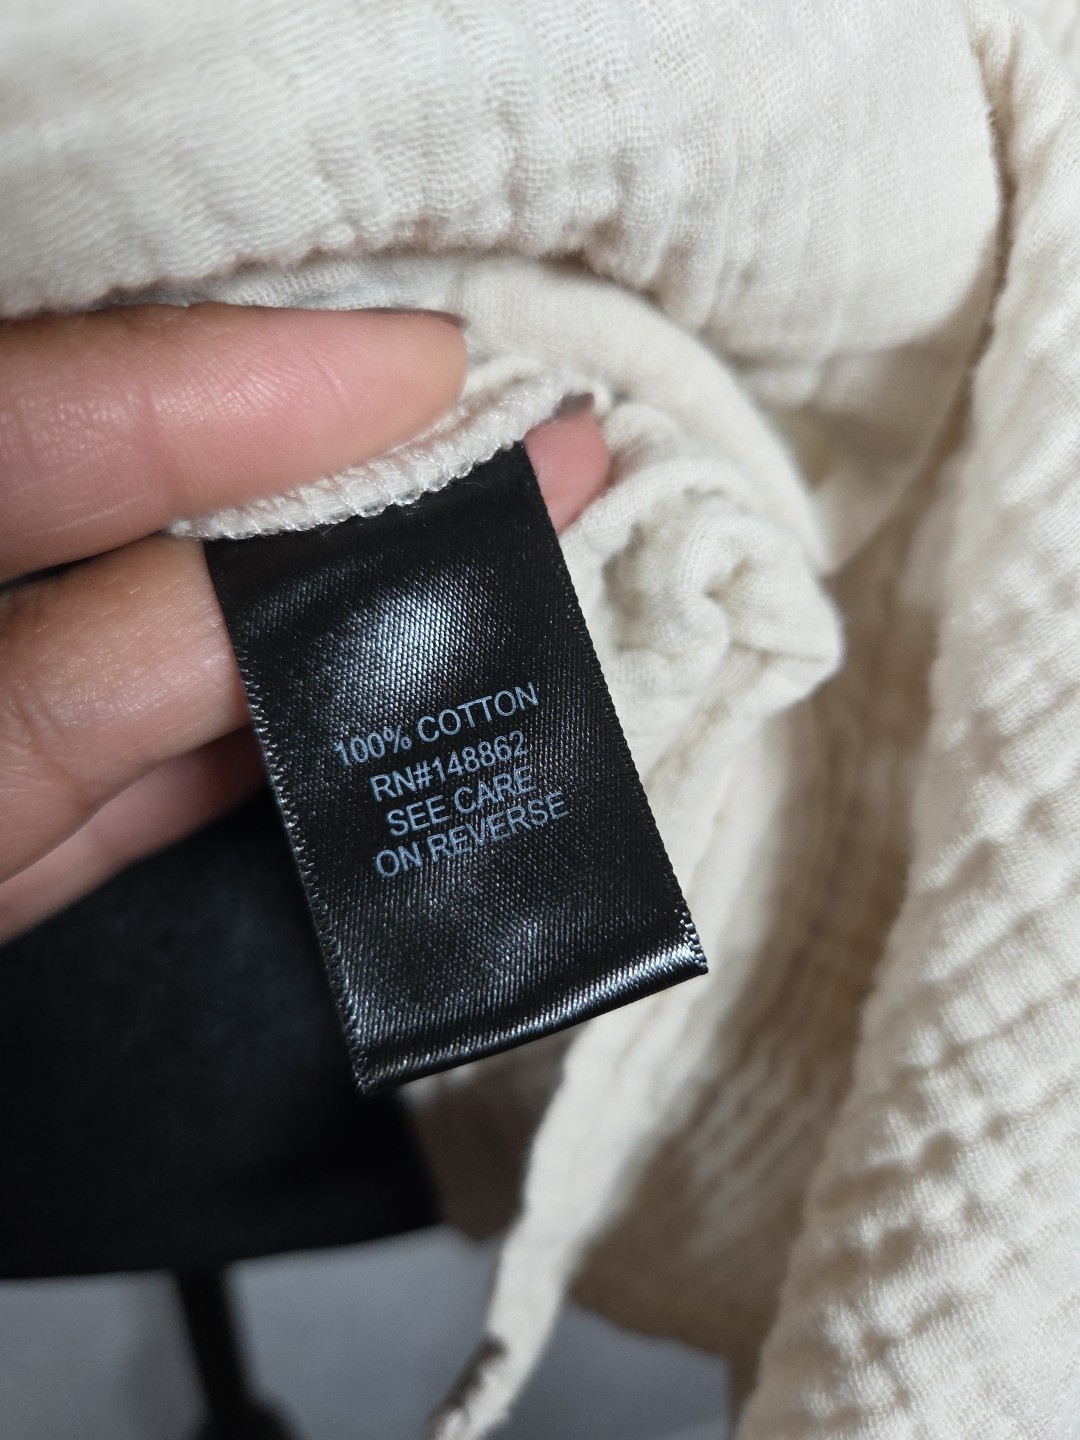 100% COTTON
RN#148862
SEE CARE
ON REVERSE